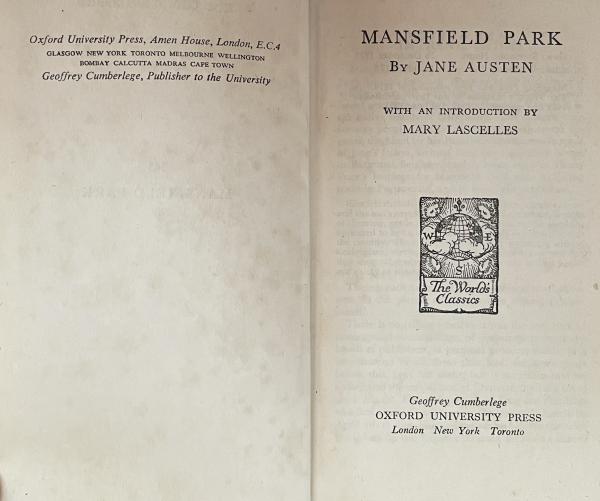 Oxford University Press, Amen House, London, E.C.4
GLASGOW NEW YORK TORONTO MELBOURNE WELLINGTON
BOMBAY CALCUTTA MADRAS CAPE TOWN
Geoffrey Cumberlege, Publisher to the University
MANSFIELD PARK
By JANE AUSTEN
WITH AN INTRODUCTION BY
MARY LASCELLES
W E
S
The World's
Classics
Geoffrey Cumberlege
OXFORD UNIVERSITY PRESS
London New York Toronto